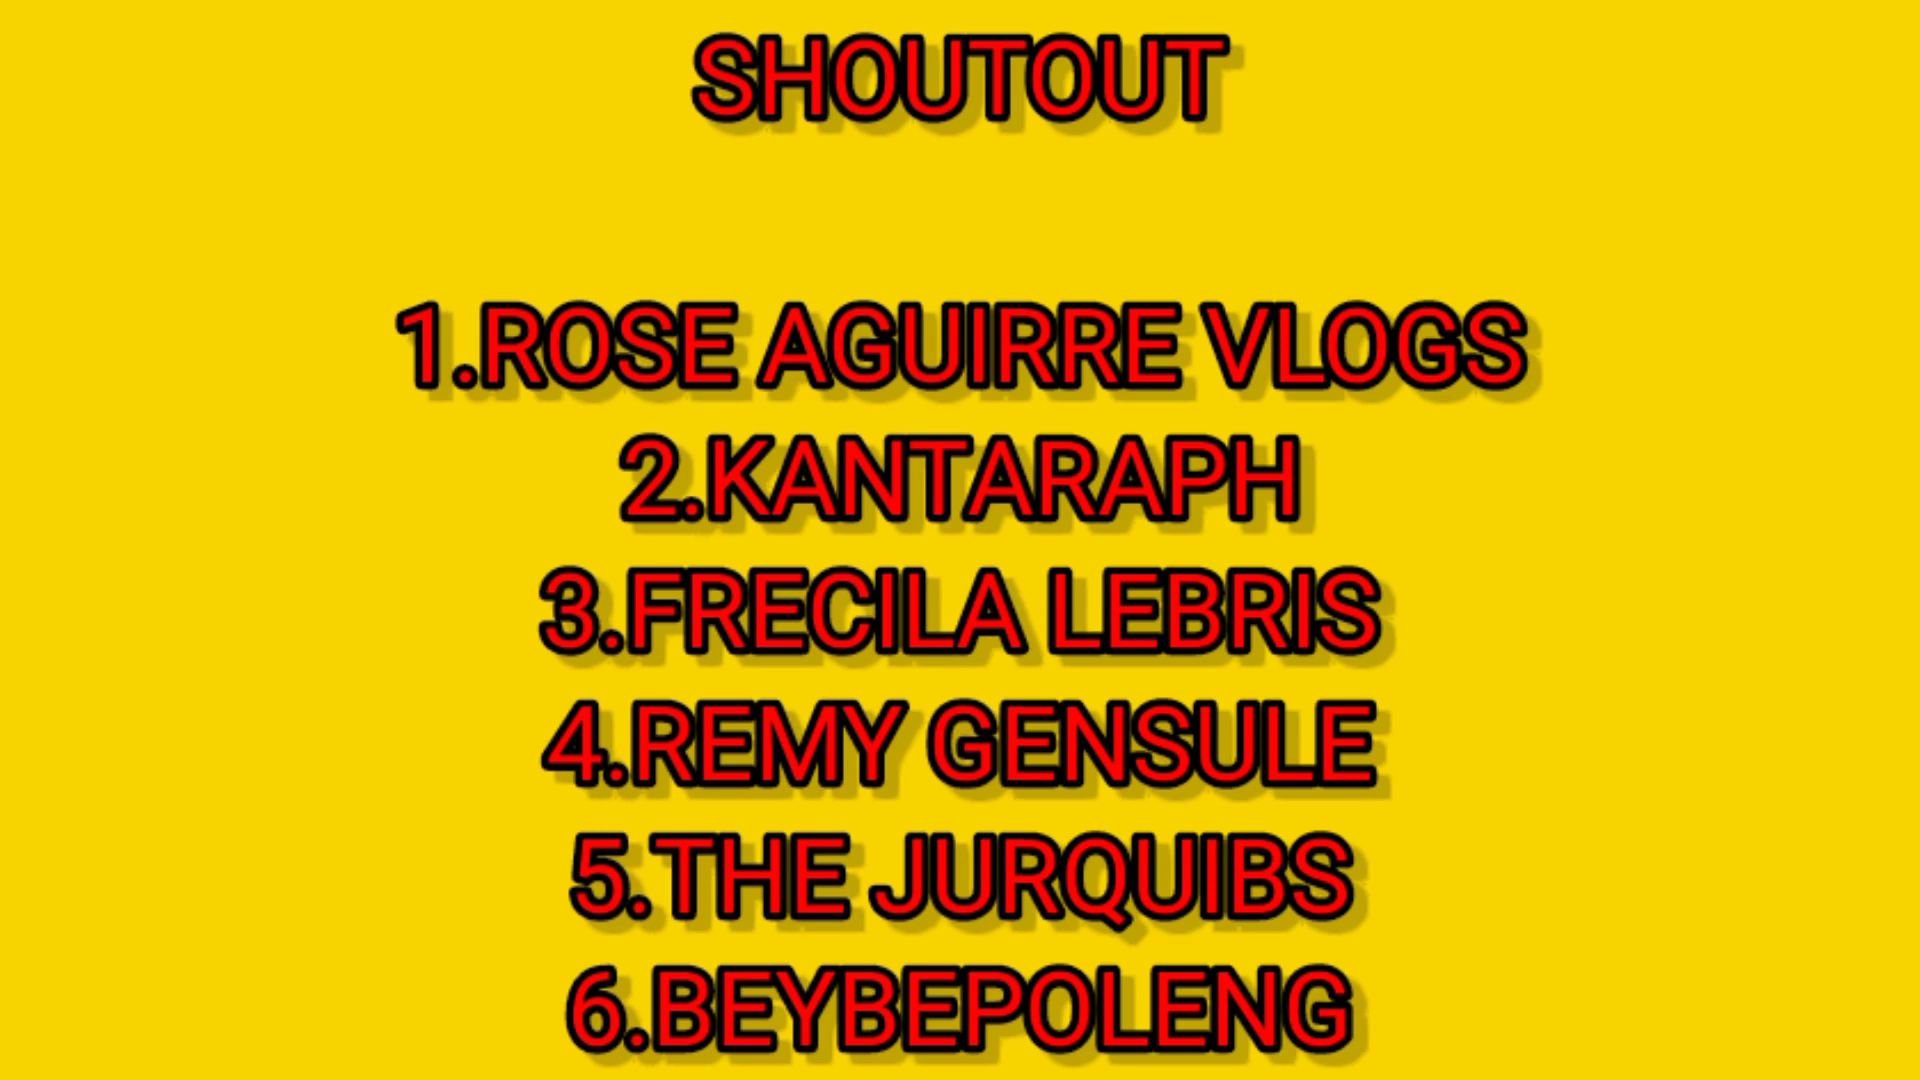 SHOUTOUT
1.ROSE AGUIRRE VLOGS
2.KANTARAPH
3.FRECILA LEBRIS
4.REMY GENSULE
5.THE JURQUIBS
6.BEYBEPOLENG